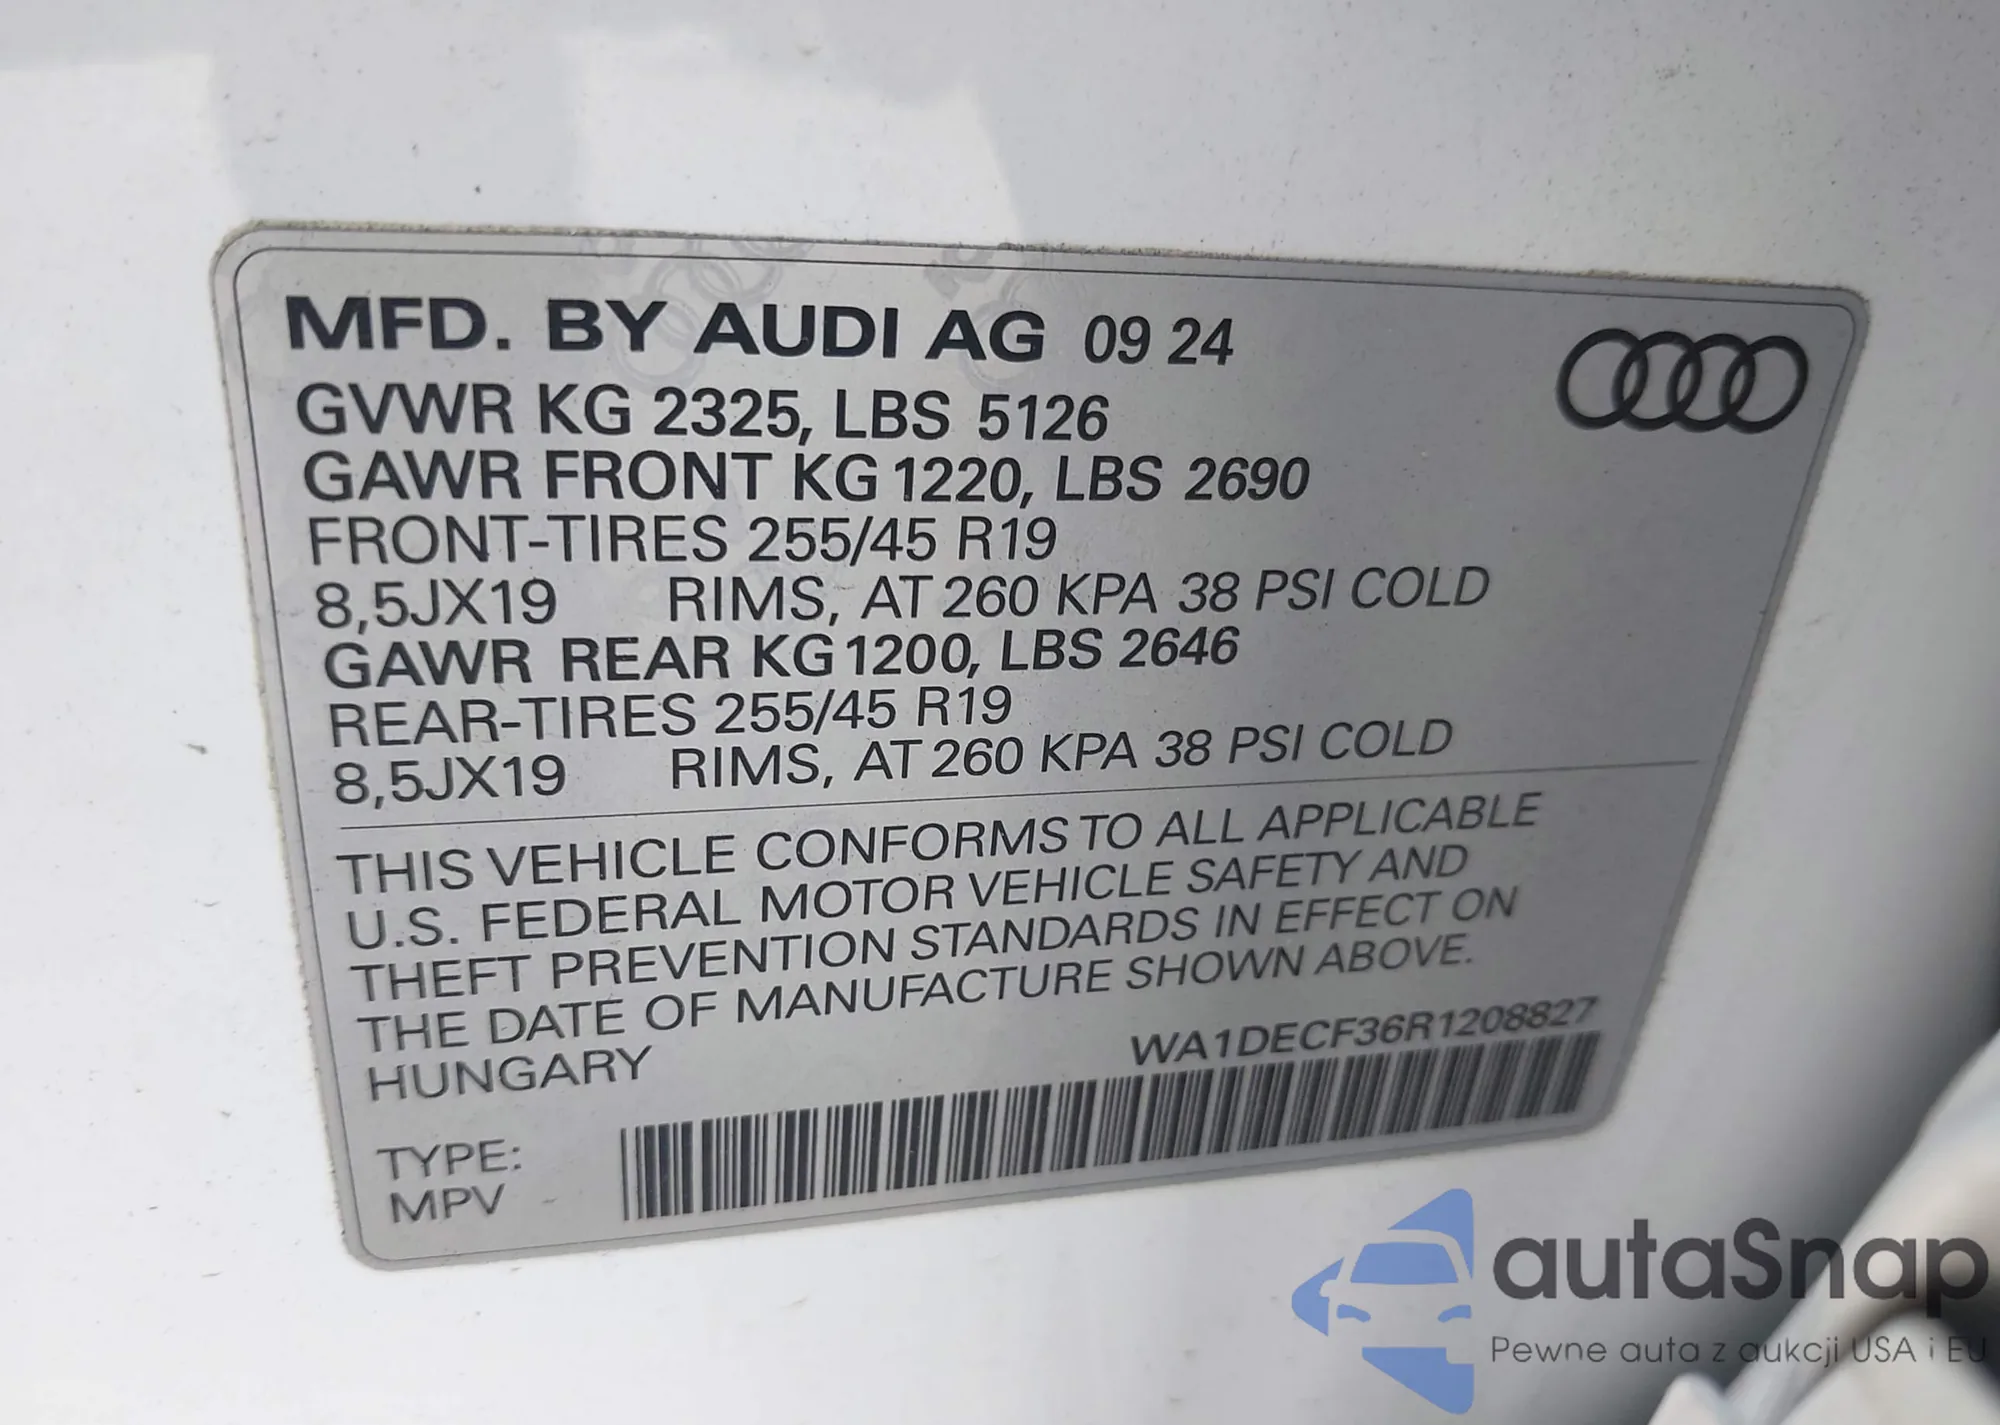 MFD. BY AUDI AG 09 24
GVWR KG 2325, LBS 5126
GAWR FRONT KG 1220, LBS 2690
FRONT-TIRES 255/45 R19
8,5JX19 RIMS, AT 260 KPA 38 PSI COLD
GAWR REAR KG 1200, LBS 2646
REAR-TIRES 255/45 R19
8,5JX19 RIMS, AT 260 KPA 38 PSI COLD
THIS VEHICLE CONFORMS TO ALL APPLICABLE
U.S. FEDERAL MOTOR VEHICLE SAFETY AND
THEFT PREVENTION STANDARDS IN EFFECT ON
THE DATE OF MANUFACTURE SHOWN ABOVE.
HUNGARY
WA1DECF36R1208827
TYPE:
MPV
autaSnap
Pewne auta z aukcji USA i EU